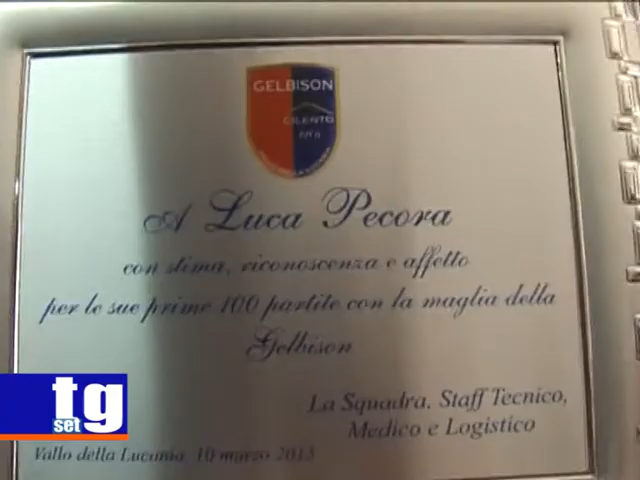 GELBISON
CILENTO
A Luca Pecora
con stima, riconoscenza e affetto
per le sue prime 100 partite con la maglia della
Gelbison
La Squadra, Staff Tecnico,
Medico e Logistico
Vallo della Lucania, 10 marzo 2013
tg
set